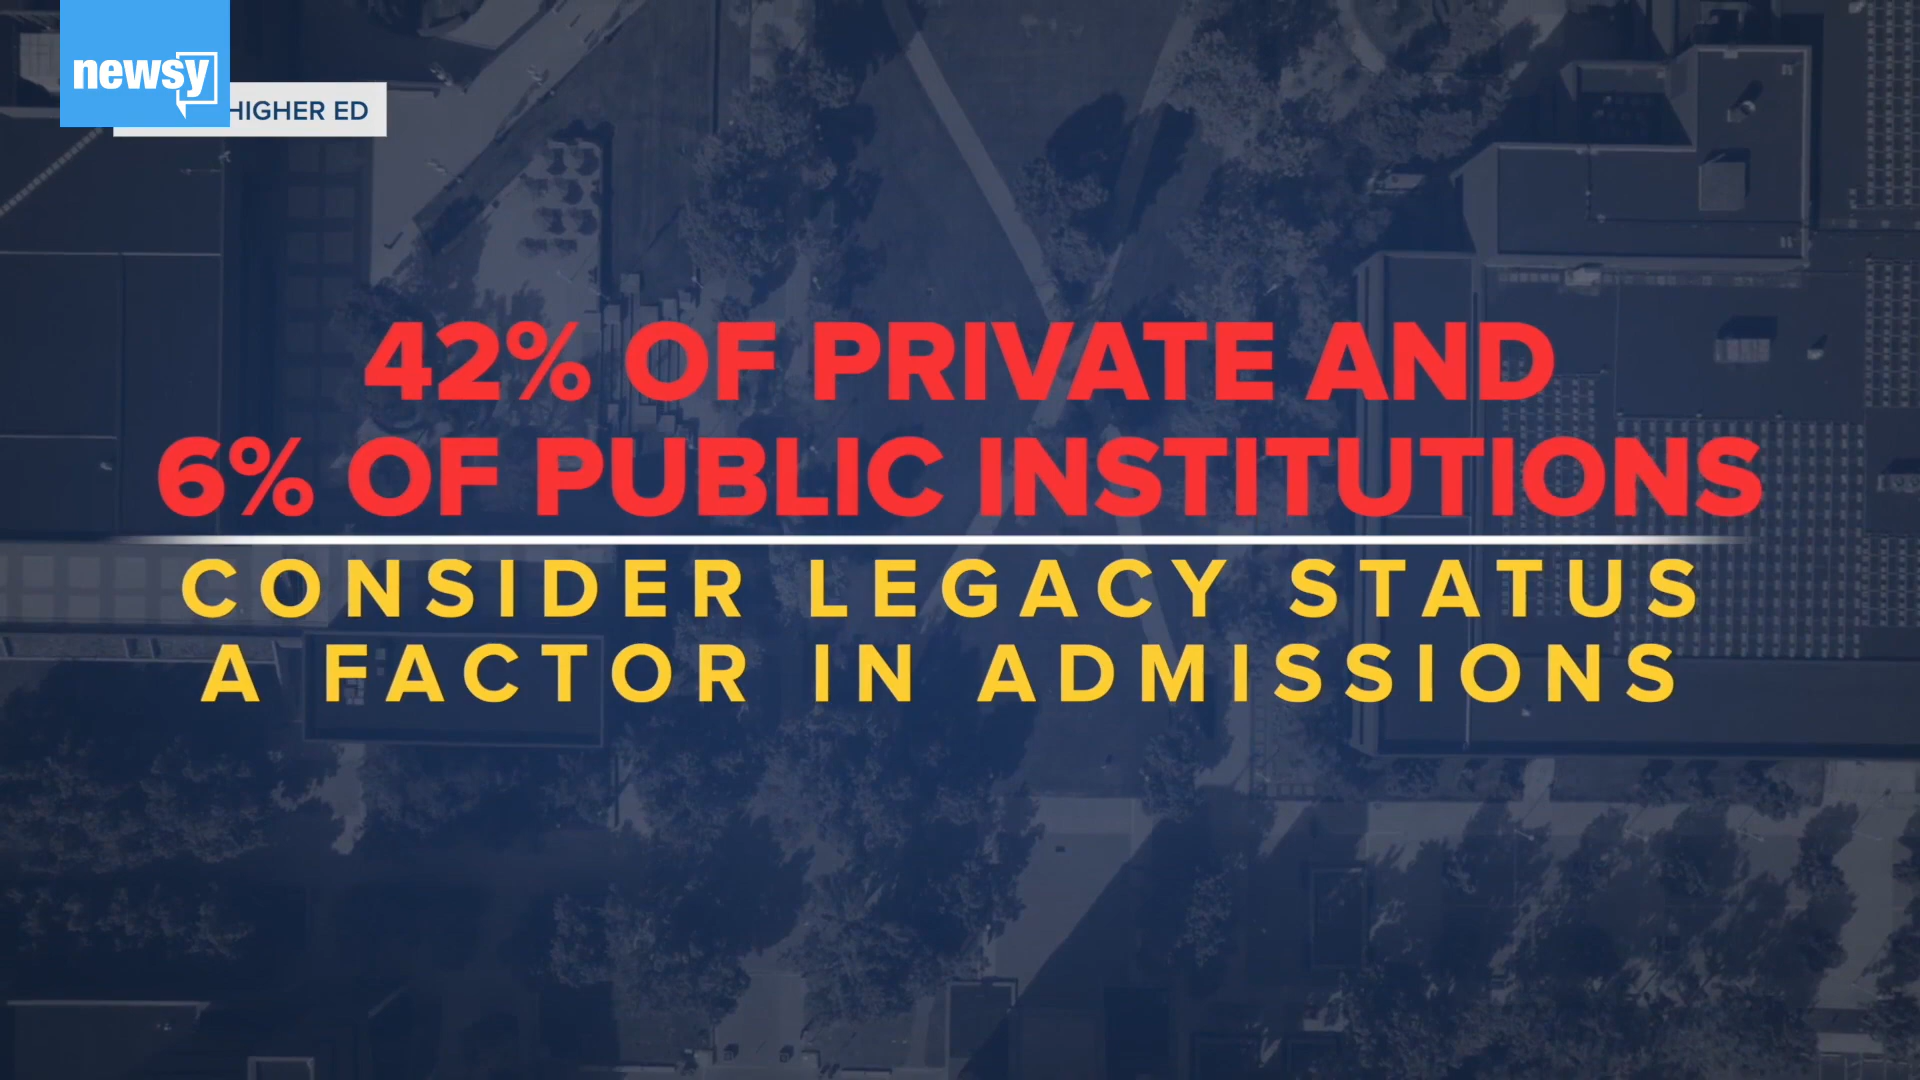 newsy
HIGHER ED
42% OF PRIVATE AND
6% OF PUBLIC INSTITUTIONS
CONSIDER LEGACY STATUS
A FACTOR IN ADMISSIONS